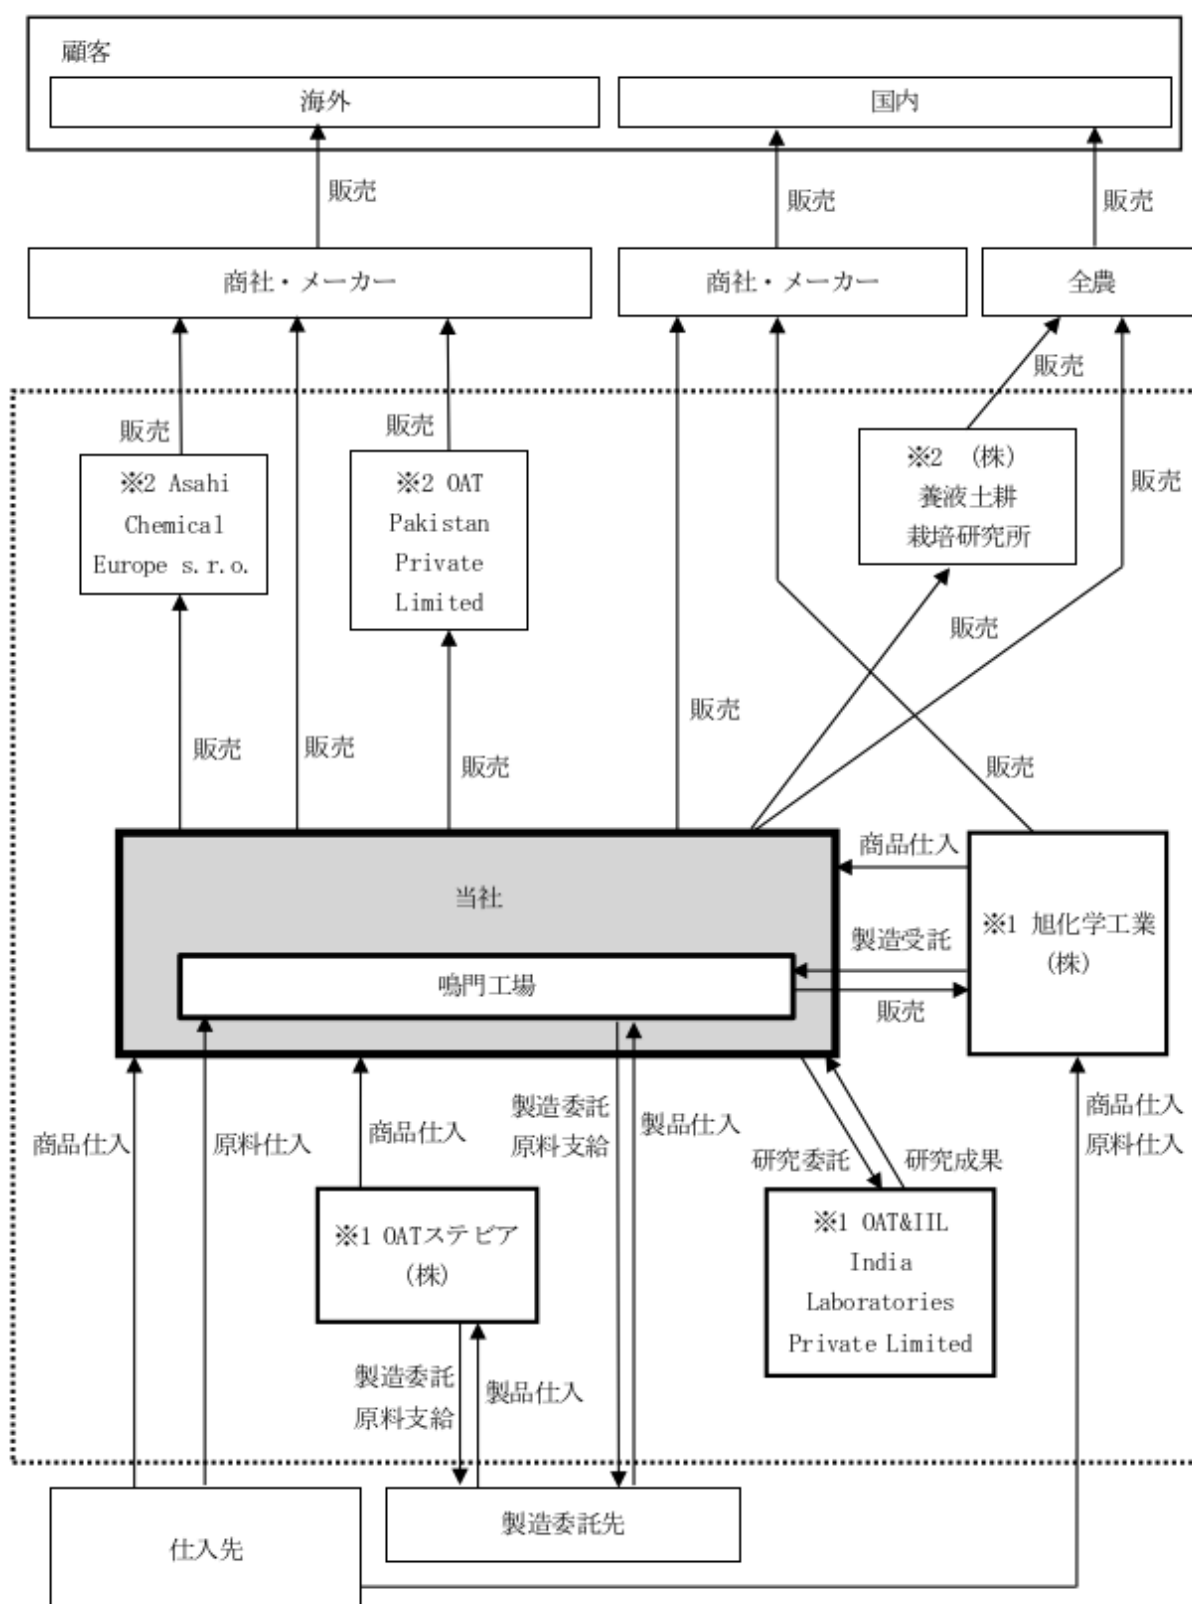 顧客
海外
国内
販売
販売
販売
商社・メーカー
商社・メーカー
全農
販売
販売
販売
販売
※2 Asahi
Chemical
Europe s.r.o.
※2 OAT
Pakistan
Private
Limited
※2 （株）
養液土耕
栽培研究所
販売
販売
販売
販売
販売
販売
当社
鳴門工場
商品仕入
製造受託
販売
※1 旭化学工業
（株）
商品仕入
原料仕入
商品仕入
製造委託
原料支給
製品仕入
研究委託
研究成果
商品仕入
原料仕入
※1 OATステビア
（株）
※1 OAT&IIL
India
Laboratories
Private Limited
製造委託
原料支給
製品仕入
仕入先
製造委託先